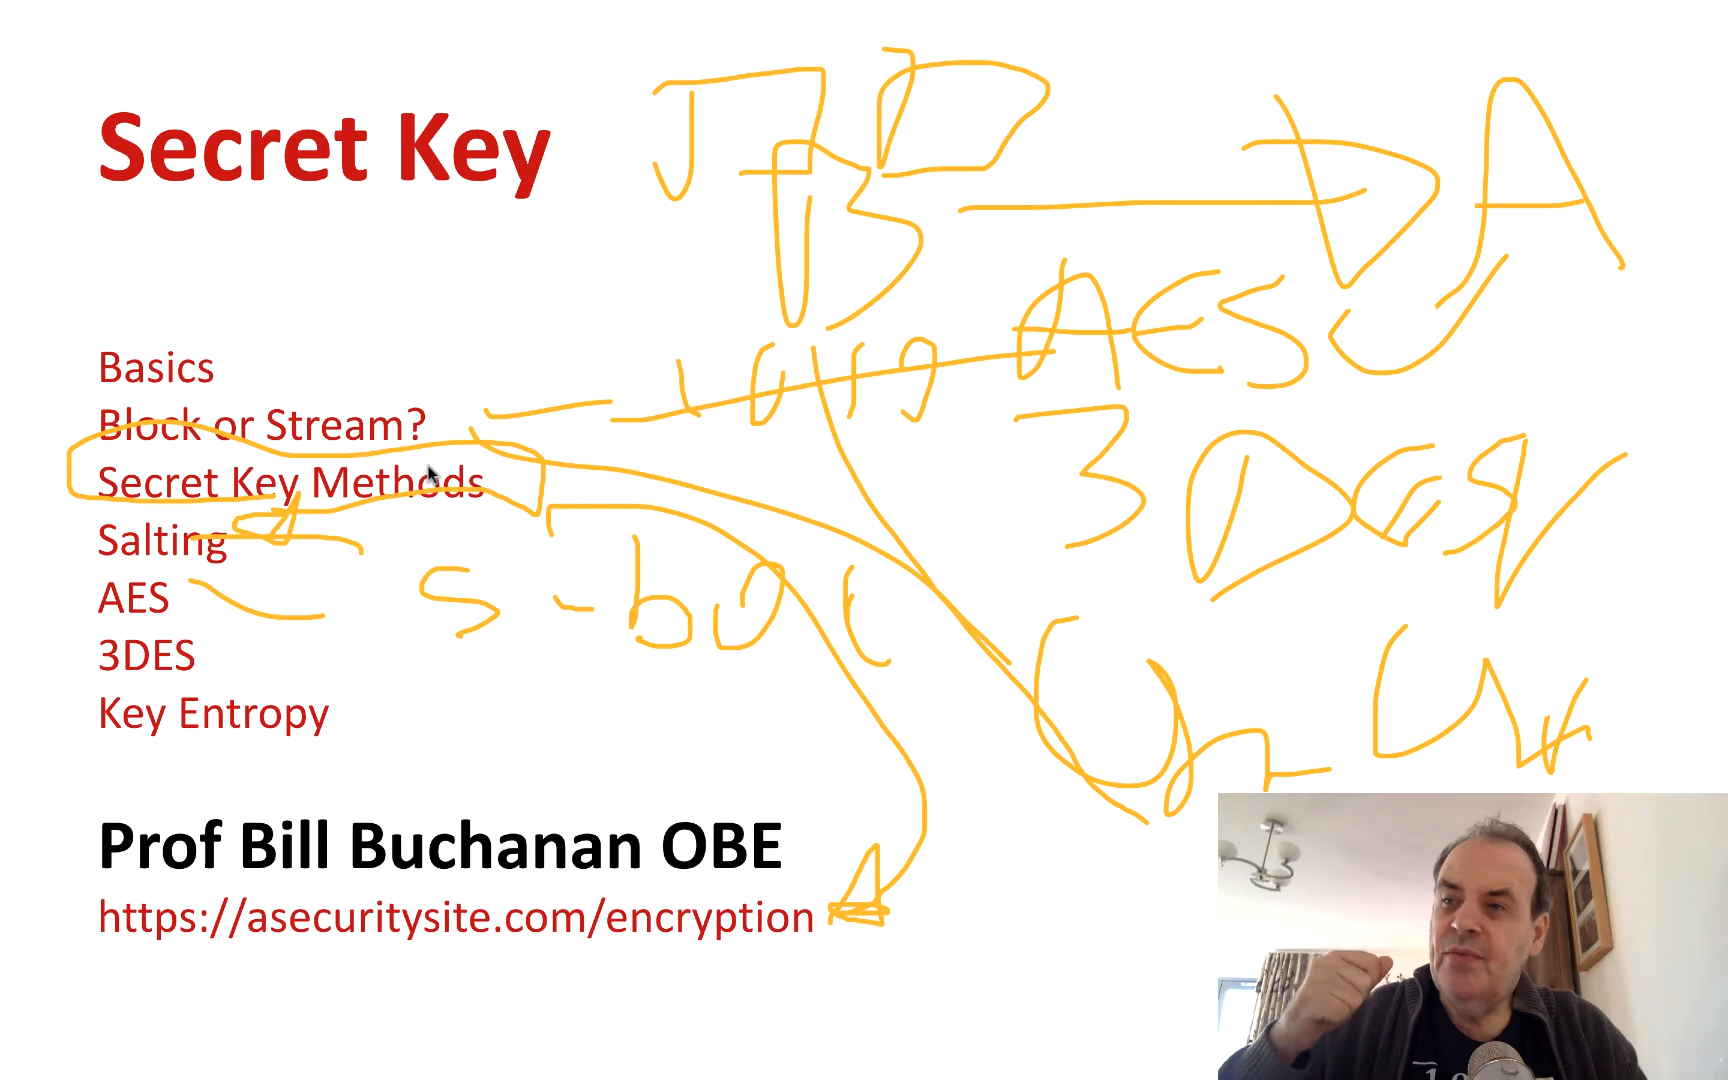 Secret Key
AES
3DES
Basics
Block or Stream?
Secret Key Methods
Salting
AES
s-box
3DES
Key Entropy
Prof Bill Buchanan OBE
https://asecuritysite.com/encryption